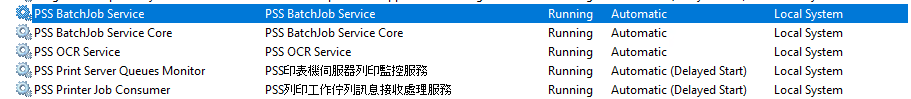 PSS BatchJob Service PSS BatchJob Service Running Automatic Local System
PSS BatchJob Service Core PSS BatchJob Service Core Running Automatic Local System
PSS OCR Service PSS OCR Service Running Automatic Local System
PSS Print Server Queues Monitor PSS印表機伺服器列印監控服務 Running Automatic (Delayed Start) Local System
PSS Printer Job Consumer PSS列印工作佇列訊息接收處理服務 Running Automatic (Delayed Start) Local System